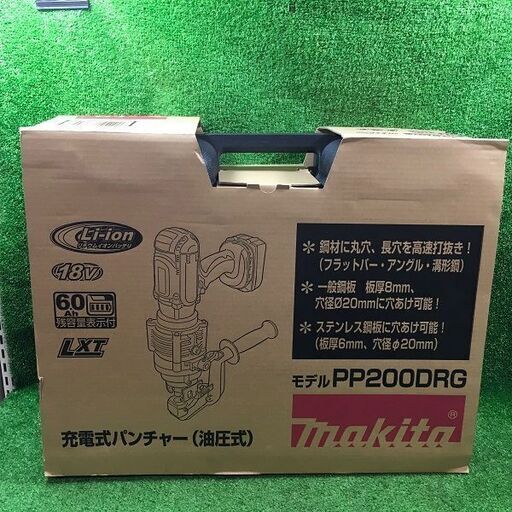 Li-ion
リチウムイオンバッテリ
18V
6.0
Ah
残容量表示付
LXT
＊鋼材に丸穴、長穴を高速打抜き！
（フラットバー・アングル・溝形鋼）
＊一般鋼板　板厚8mm、
穴径Ø20mmに穴あけ可能！
＊ステンレス鋼板に穴あけ可能！
（板厚6mm、穴径φ20mm）
モデルPP200DRG
makita®
充電式パンチャー（油圧式）